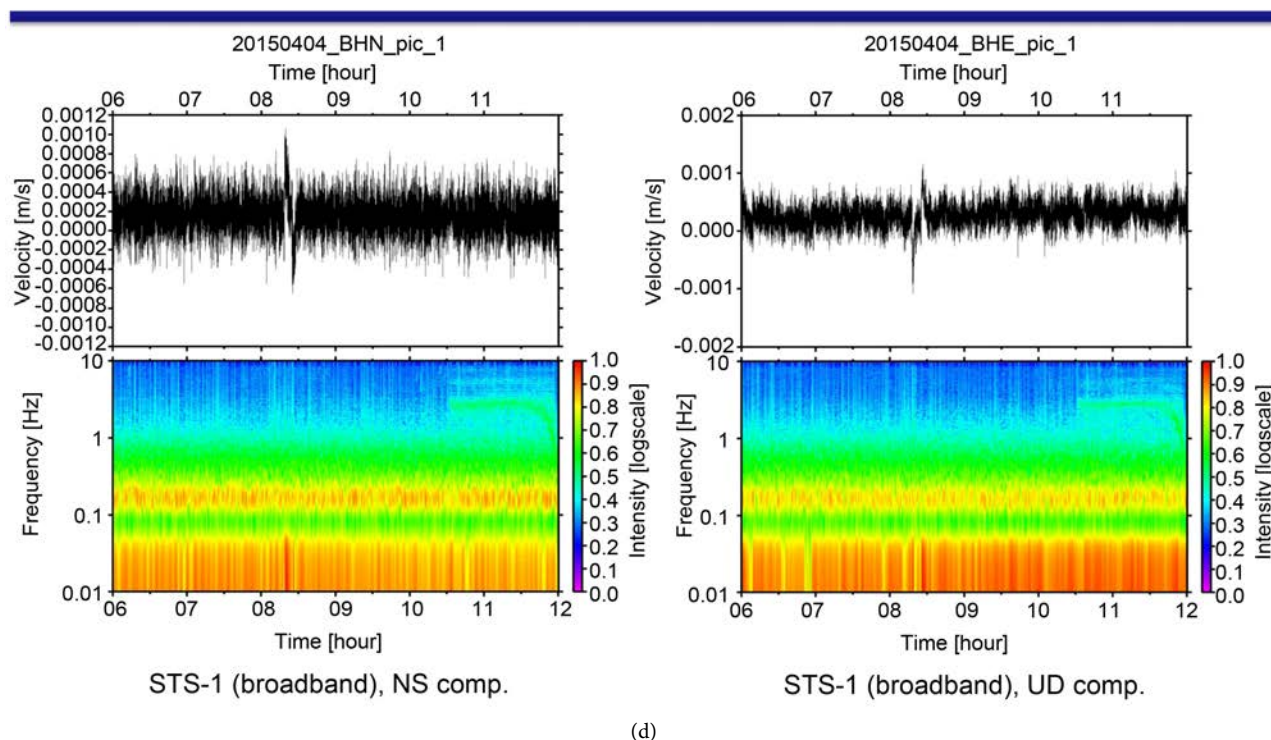 20150404_BHN_pic_1
Time [hour]
06 07 08 09 10 11
0.0012
0.0010
0.0008
0.0006
0.0004
0.0002
0.0000
-0.0002
-0.0004
-0.0006
-0.0008
-0.0010
-0.0012
Velocity [m/s]
10
1
0.1
0.01
Frequency [Hz]
1.0
0.9
0.8
0.7
0.6
0.5
0.4
0.3
0.2
0.1
0.0
Intensity [logscale]
06 07 08 09 10 11 12
Time [hour]
STS-1 (broadband), NS comp.
20150404_BHE_pic_1
Time [hour]
06 07 08 09 10 11
0.002
0.001
0.000
-0.001
-0.002
Velocity [m/s]
10
1
0.1
0.01
Frequency [Hz]
1.0
0.9
0.8
0.7
0.6
0.5
0.4
0.3
0.2
0.1
0.0
Intensity [logscale]
06 07 08 09 10 11 12
Time [hour]
STS-1 (broadband), UD comp.
(d)